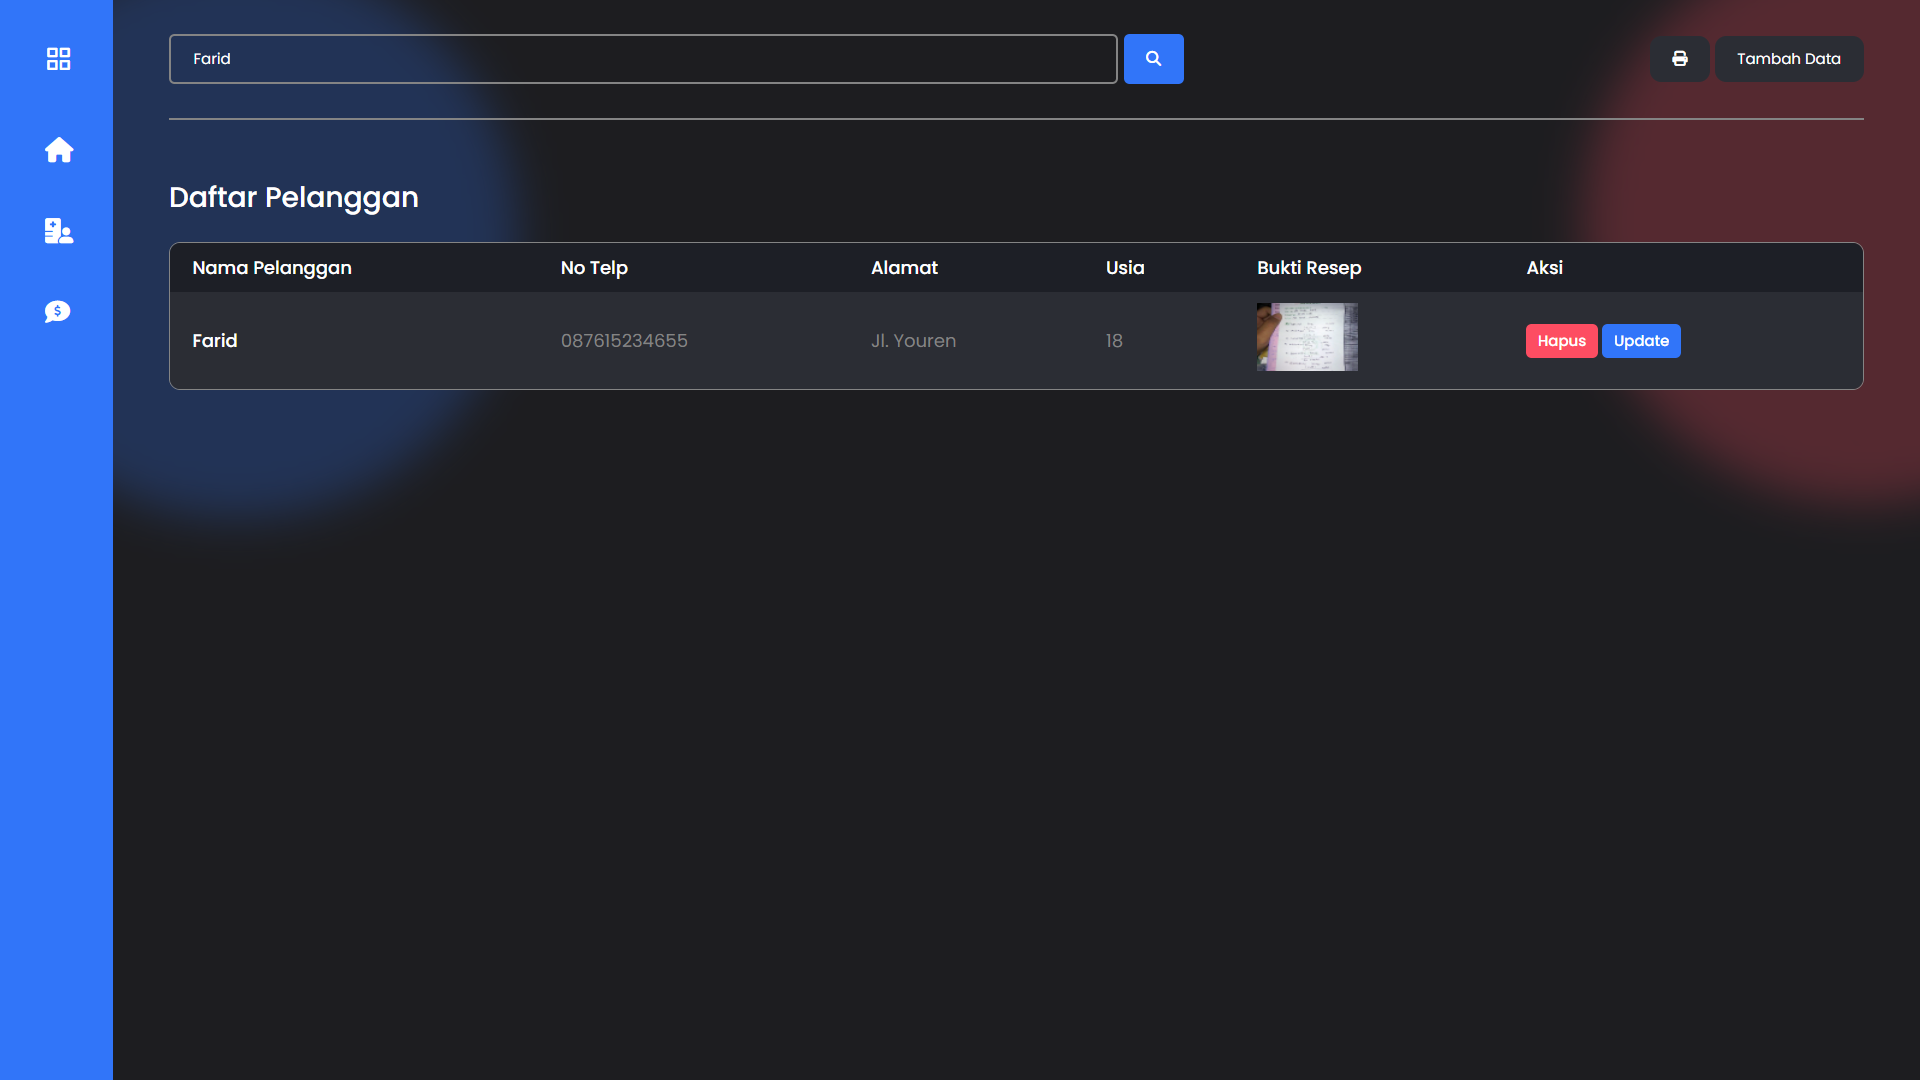 Farid
Tambah Data
Daftar Pelanggan
Nama Pelanggan No Telp Alamat Usia Bukti Resep Aksi
Farid 087615234655 Jl. Youren 18 Hapus Update